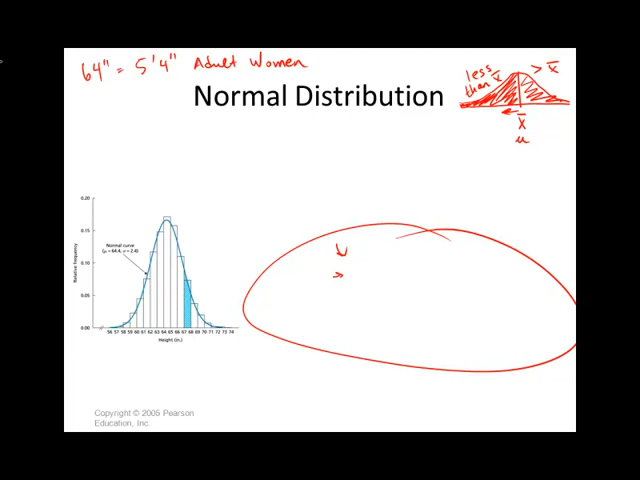 64" = 5'4" Adult Women
less than x̄
> x̄
Normal Distribution
x̄
μ
0.20
0.15
0.10
0.05
0.00
Relative frequency
Normal curve
(μ = 64.4, σ = 2.4)
56 57 58 59 60 61 62 63 64 65 66 67 68 69 70 71 72 73 74
Height (in.)
Copyright © 2005 Pearson
Education, Inc.